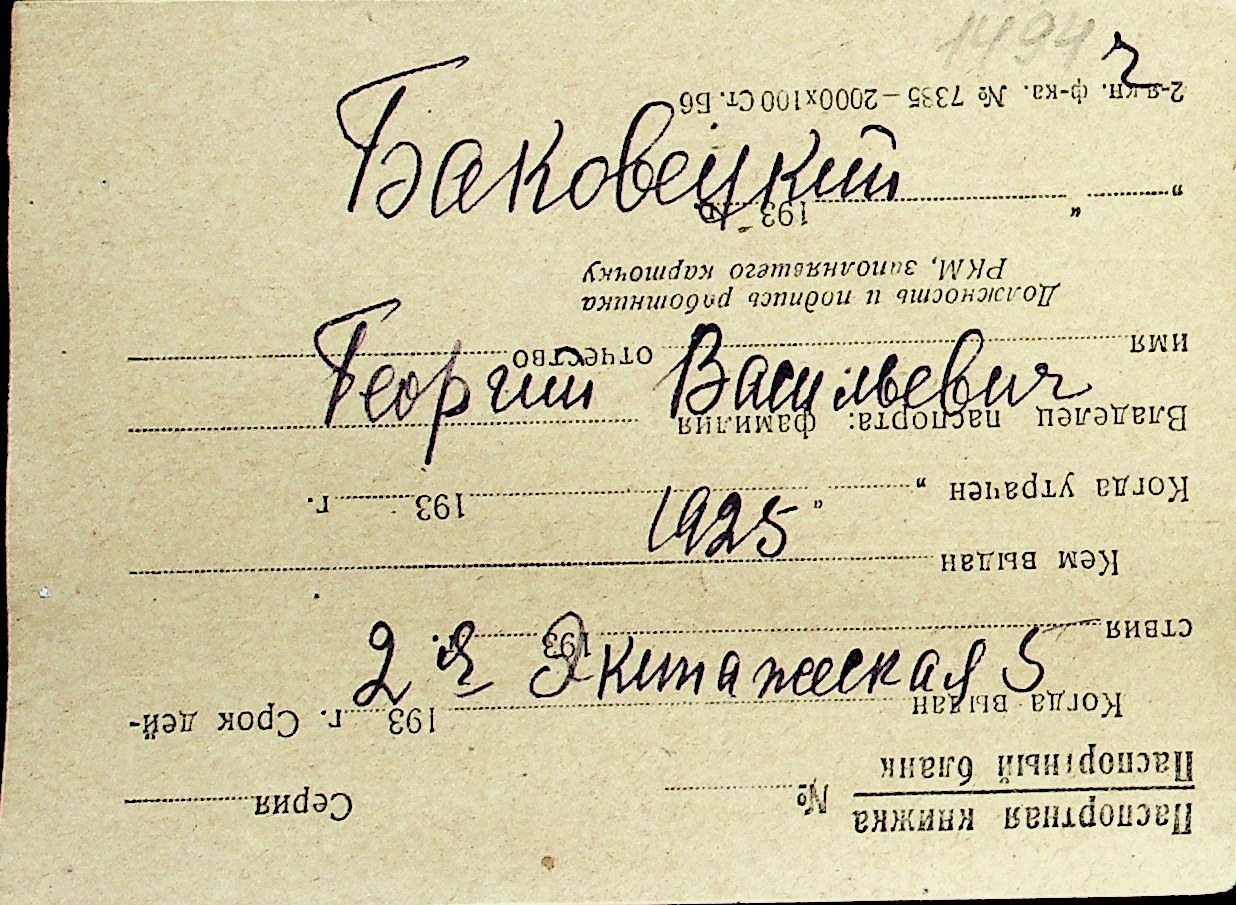 1494
Баковецкий
Георгий Васильевич
1925
2 я Экипажеская 5
Паспортная книжка
Паспортный бланк № Серия
Когда выдан 193 г. Срок дей-
ствия 193
Кем выдан
Когда утрачен „ “ 193 г.
Владелец паспорта: фамилия
имя отчество
Должность и подпись работника
РКМ, заполнявшего карточку
„ “ 193 г.
2-я кн. ф-ка. № 7335 – 2000х100 Ст. Б6